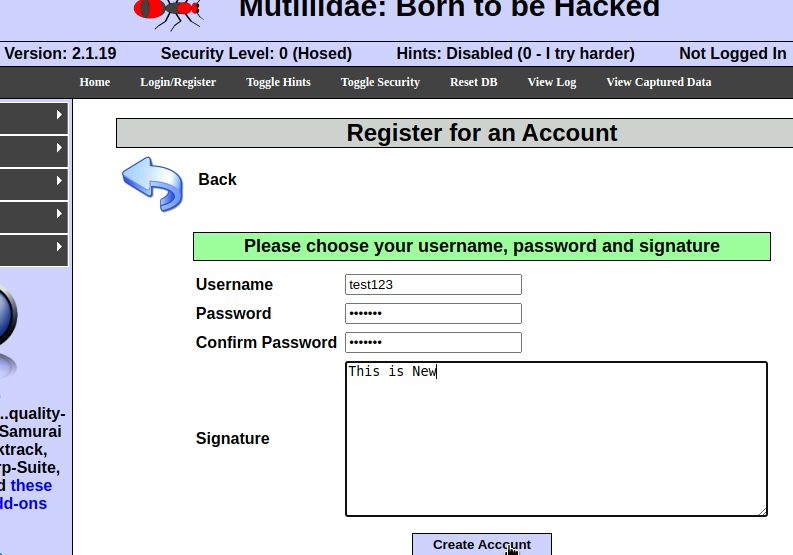 Mutillidae: Born to be Hacked
Version: 2.1.19 Security Level: 0 (Hosed) Hints: Disabled (0 - I try harder) Not Logged In
Home Login/Register Toggle Hints Toggle Security Reset DB View Log View Captured Data
Register for an Account
Back
Please choose your username, password and signature
Username test123
Password •••••••
Confirm Password •••••••
This is New
Signature
..quality-
Samurai
ktrack,
rp-Suite,
d these
dd-ons
Create Account